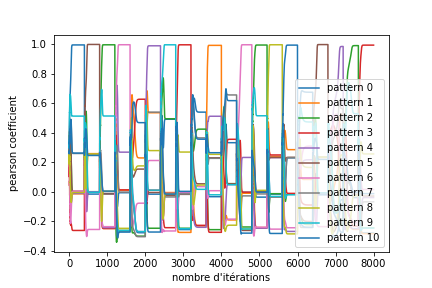 1.0
0.8
0.6
0.4
0.2
0.0
−0.2
−0.4
pearson coefficient
0 1000 2000 3000 4000 5000 6000 7000 8000
nombre d'itérations
pattern 0
pattern 1
pattern 2
pattern 3
pattern 4
pattern 5
pattern 6
pattern 7
pattern 8
pattern 9
pattern 10